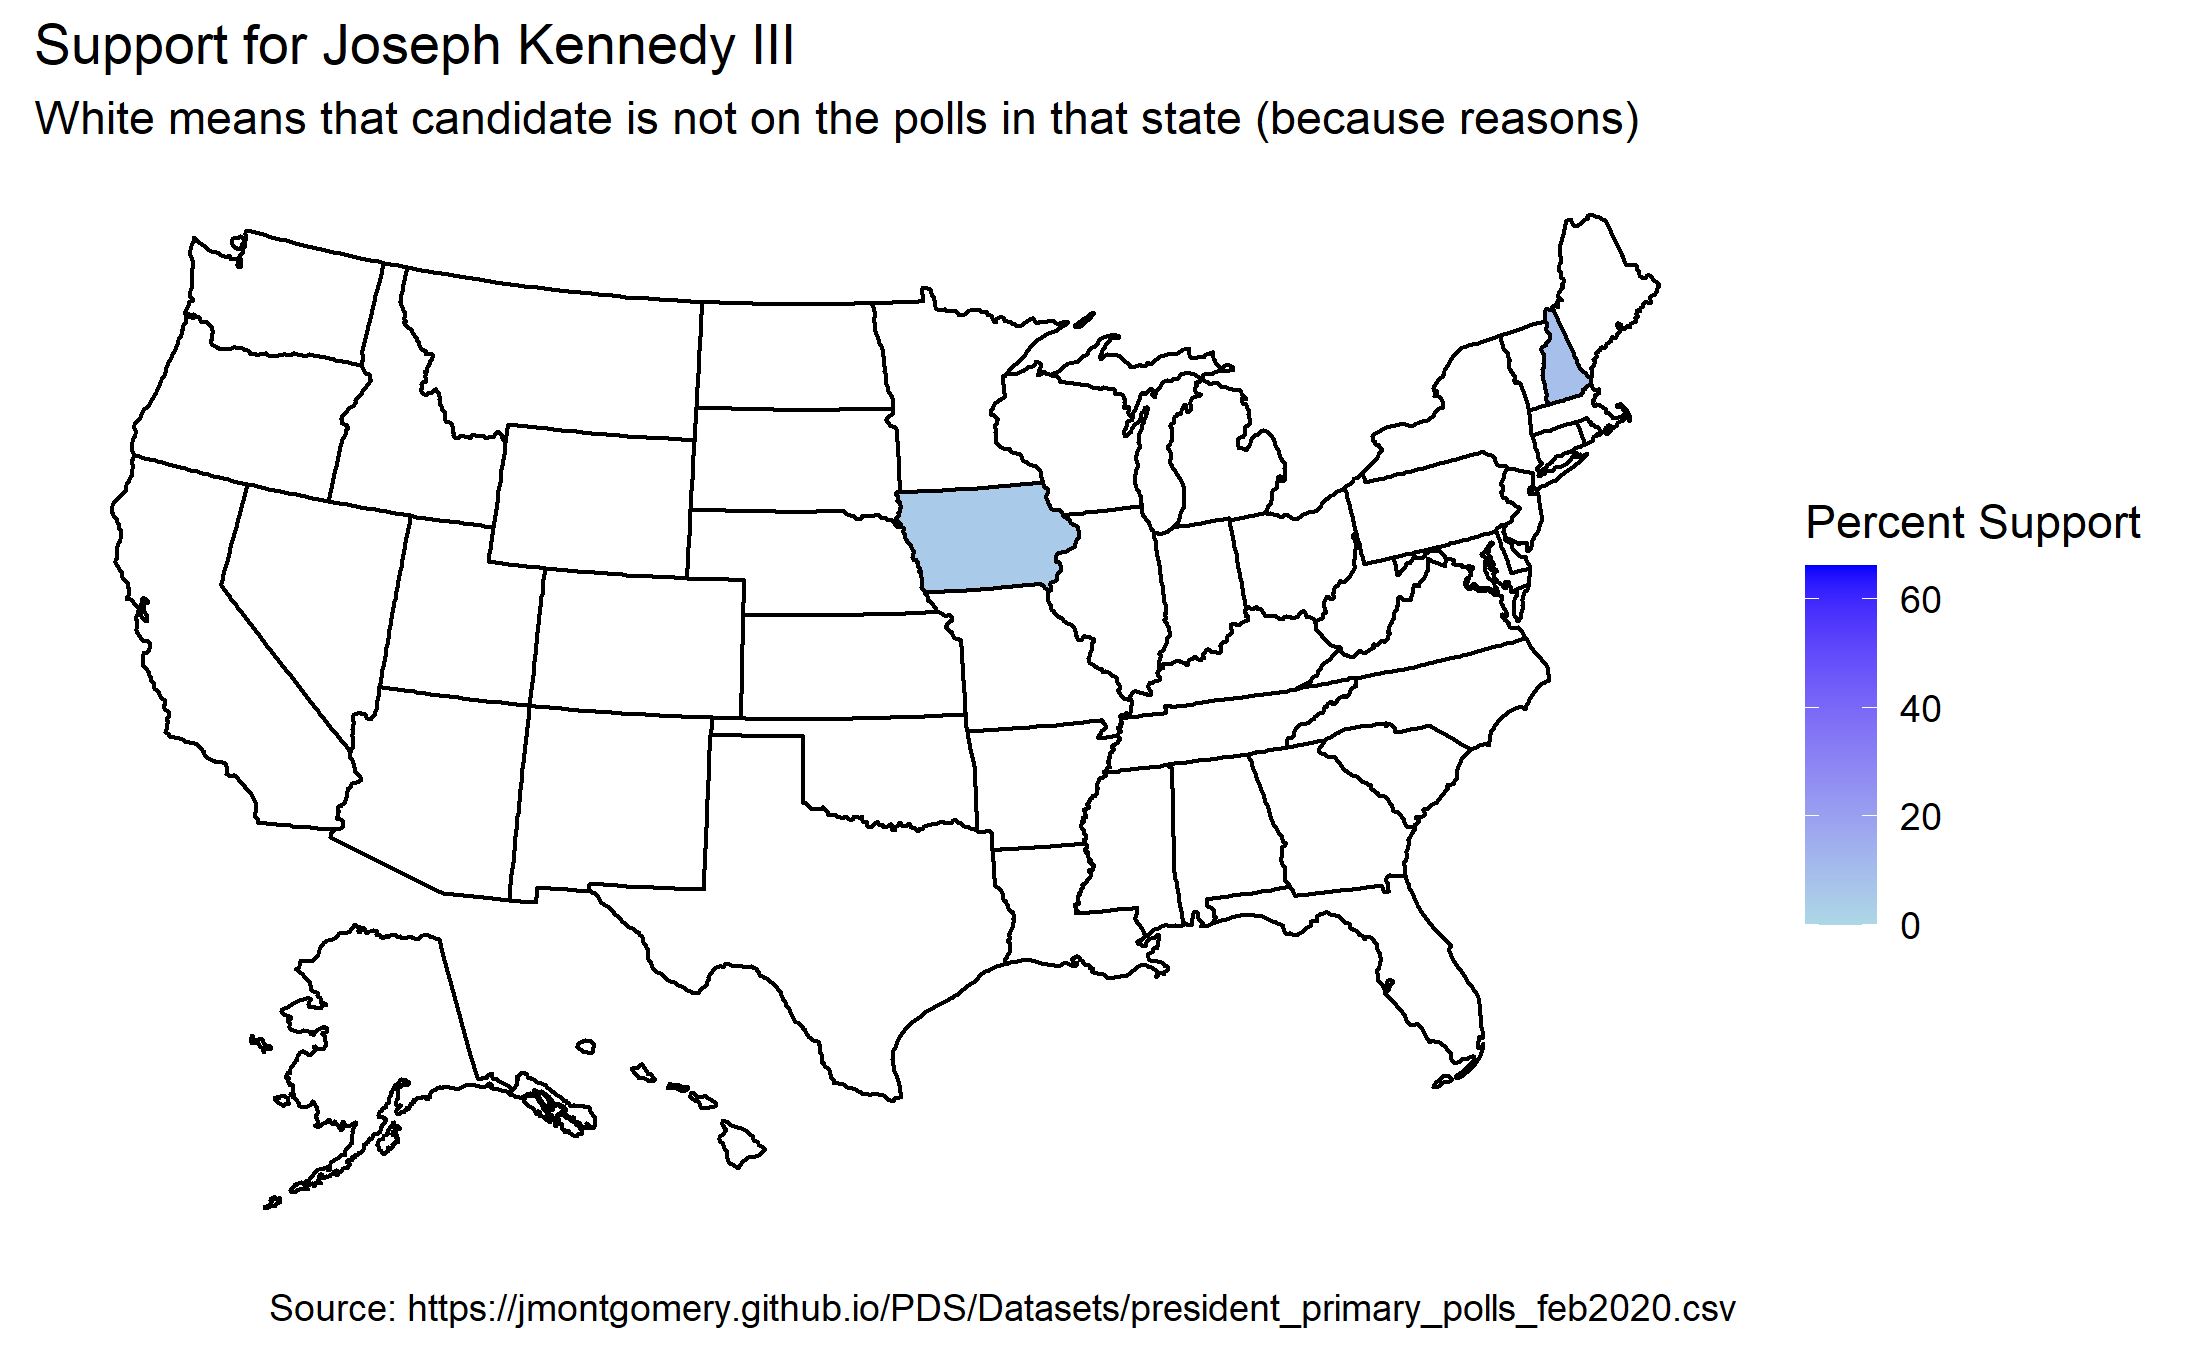 Support for Joseph Kennedy III
White means that candidate is not on the polls in that state (because reasons)
Percent Support
60
40
20
0
Source: https://jmontgomery.github.io/PDS/Datasets/president_primary_polls_feb2020.csv